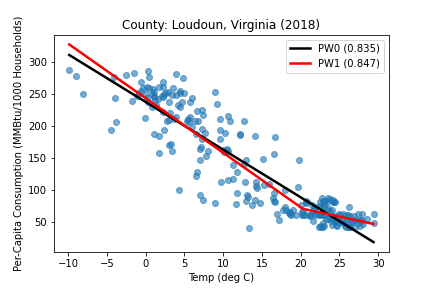 County: Loudoun, Virginia (2018)
PW0 (0.835)
PW1 (0.847)
Per-Capita Consumption (MMBtu/1000 Households)
300
250
200
150
100
50
−10 −5 0 5 10 15 20 25 30
Temp (deg C)